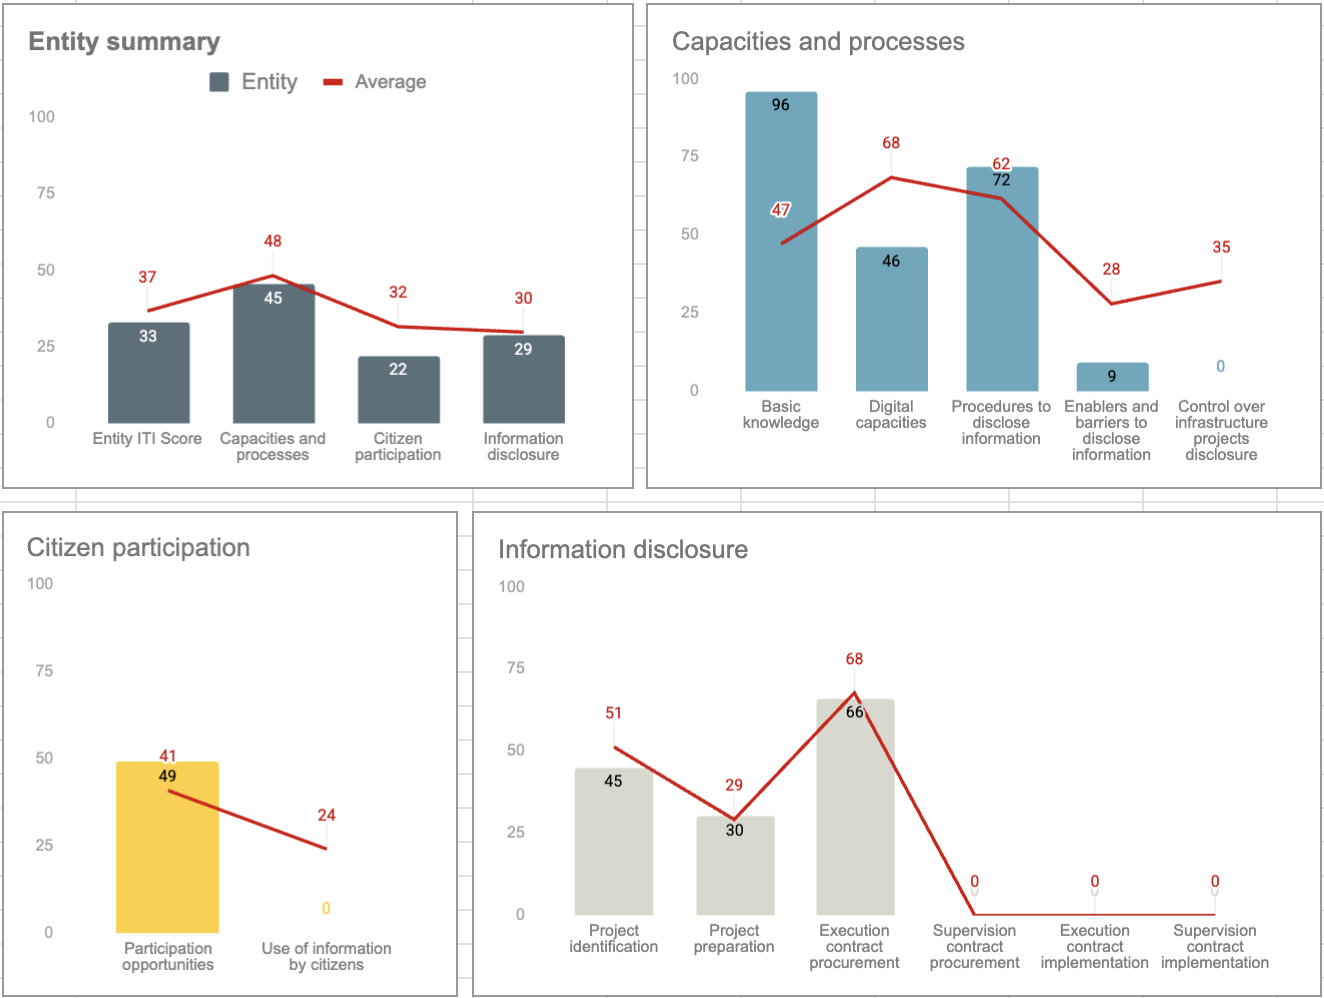 Entity summary
Entity
Average
100
75
50
25
0
37
48
32
30
33
45
22
29
Entity ITI Score
Capacities and
processes
Citizen
participation
Information
disclosure
Capacities and processes
100
75
50
25
0
96
47
68
46
62
72
28
9
35
0
Basic
knowledge
Digital
capacities
Procedures to
disclose
information
Enablers and
barriers to
disclose
information
Control over
infrastructure
projects
disclosure
Citizen participation
100
75
50
25
0
41
49
24
0
Participation
opportunities
Use of information
by citizens
Information disclosure
100
75
50
25
0
51
45
29
30
68
66
0
0
0
0
0
0
Project
identification
Project
preparation
Execution
contract
procurement
Supervision
contract
procurement
Execution
contract
implementation
Supervision
contract
implementation